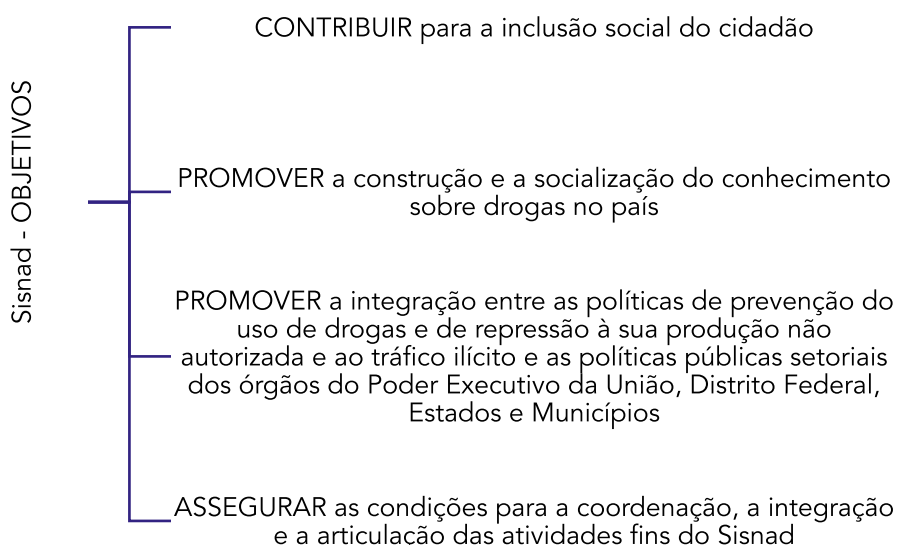 Sisnad - OBJETIVOS
CONTRIBUIR para a inclusão social do cidadão
PROMOVER a construção e a socialização do conhecimento
sobre drogas no país
PROMOVER a integração entre as políticas de prevenção do
uso de drogas e de repressão à sua produção não
autorizada e ao tráfico ilícito e as políticas públicas setoriais
dos órgãos do Poder Executivo da União, Distrito Federal,
Estados e Municípios
ASSEGURAR as condições para a coordenação, a integração
e a articulação das atividades fins do Sisnad